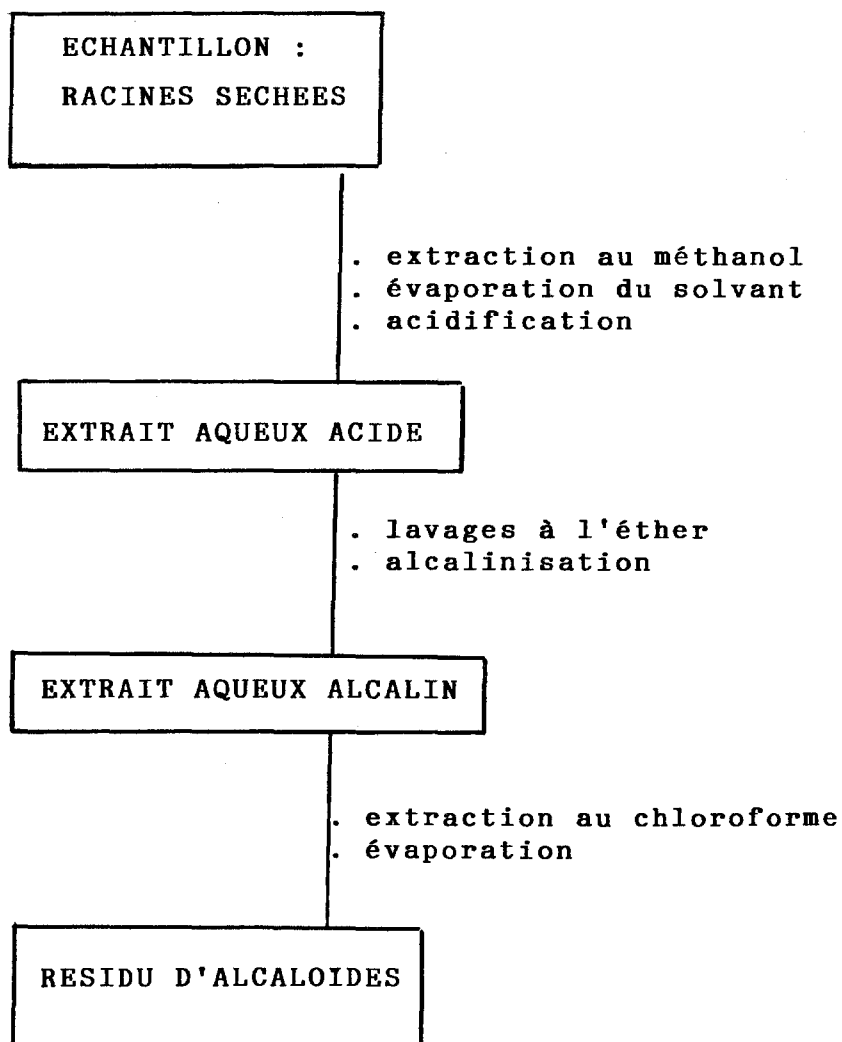 ECHANTILLON :
RACINES SECHEES
. extraction au méthanol
. évaporation du solvant
. acidification
EXTRAIT AQUEUX ACIDE
. lavages à l'éther
. alcalinisation
EXTRAIT AQUEUX ALCALIN
. extraction au chloroforme
. évaporation
RESIDU D'ALCALOIDES